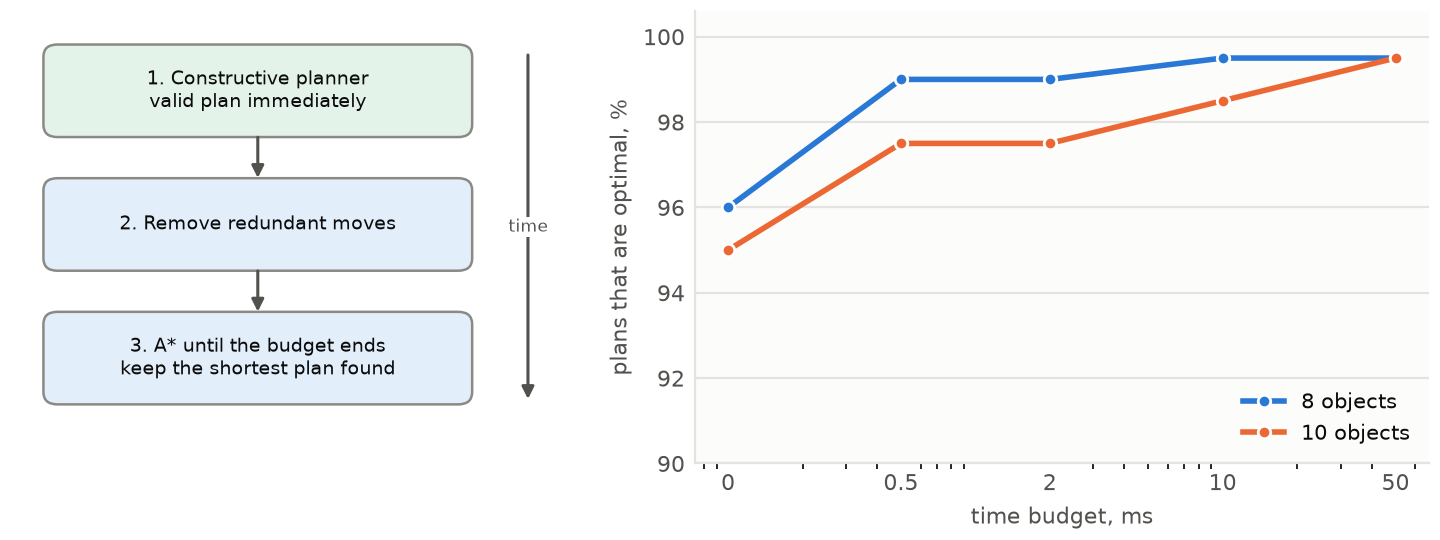 1. Constructive planner
valid plan immediately
2. Remove redundant moves
3. A* until the budget ends
keep the shortest plan found
time
plans that are optimal, %
100
98
96
94
92
90
0
0.5
2
10
50
time budget, ms
8 objects
10 objects